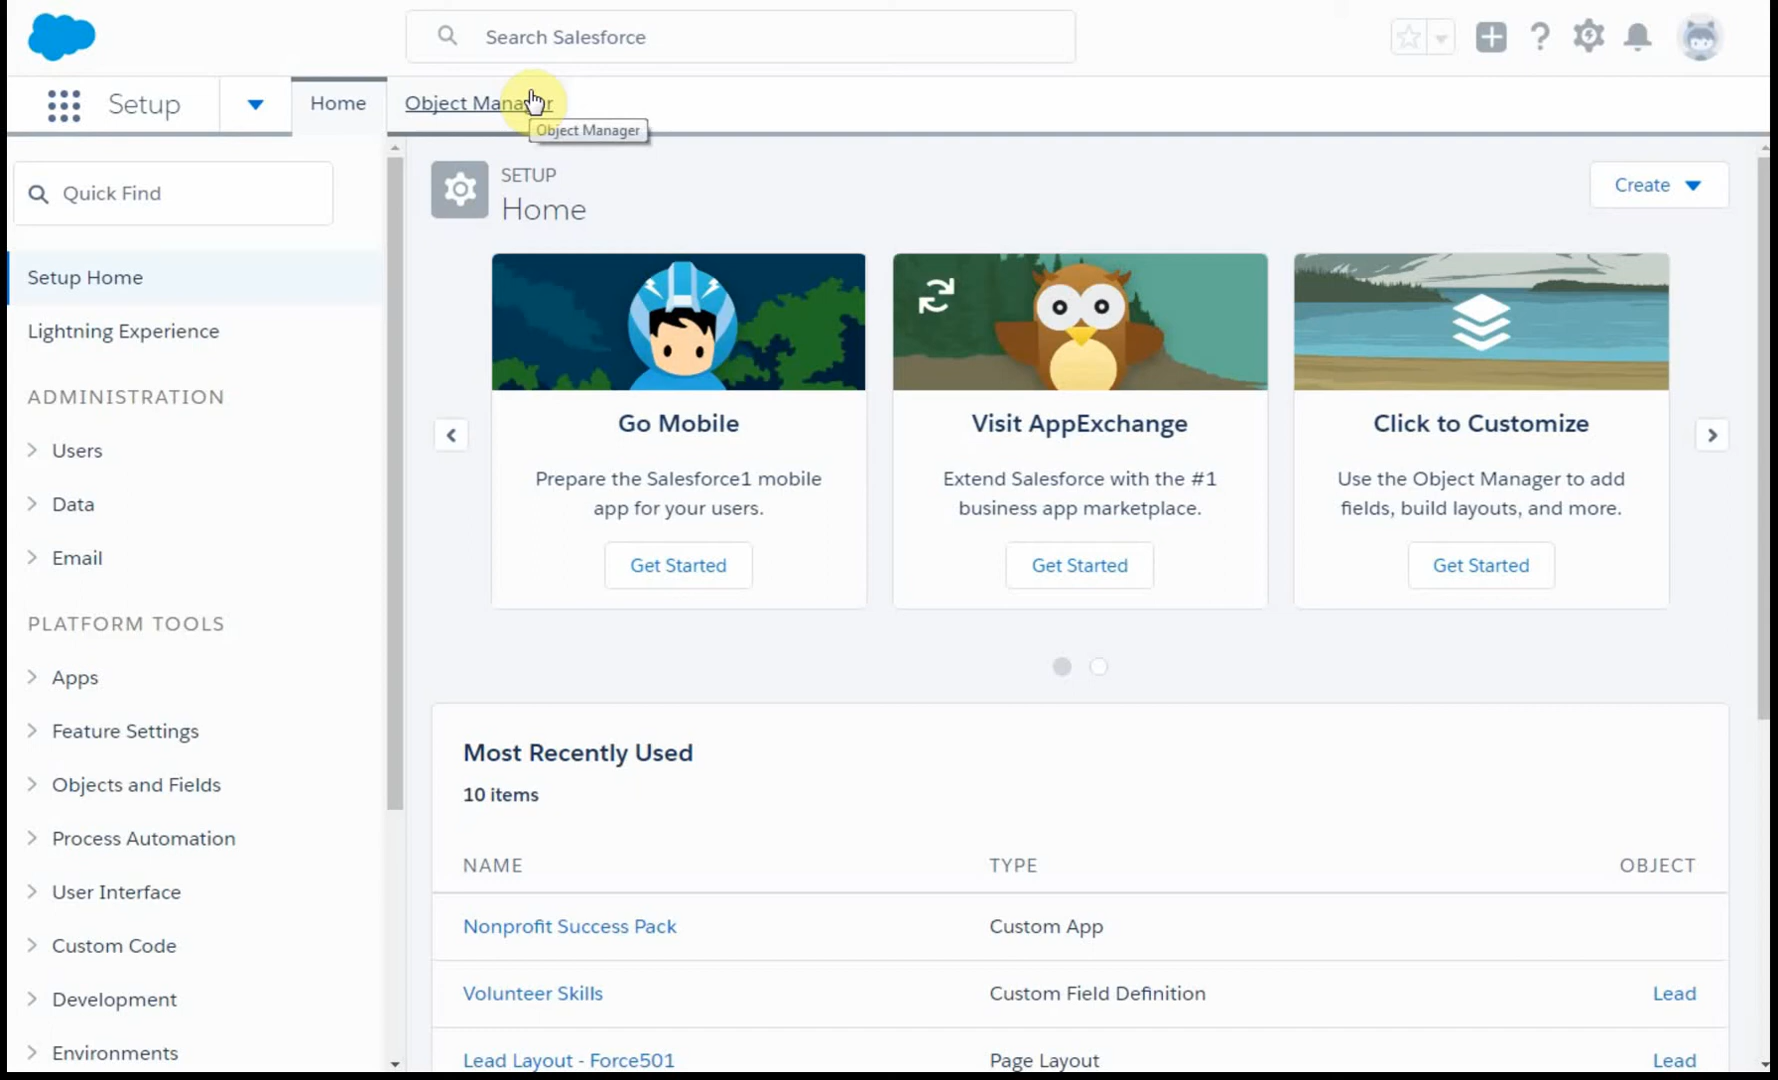 Search Salesforce
Setup
Home
Object Manager
Object Manager
Quick Find
Setup Home
Lightning Experience
ADMINISTRATION
Users
Data
Email
PLATFORM TOOLS
Apps
Feature Settings
Objects and Fields
Process Automation
User Interface
Custom Code
Development
Environments
SETUP
Home
Create
Go Mobile
Prepare the Salesforce1 mobile
app for your users.
Get Started
Visit AppExchange
Extend Salesforce with the #1
business app marketplace.
Get Started
Click to Customize
Use the Object Manager to add
fields, build layouts, and more.
Get Started
Most Recently Used
10 items
NAME TYPE OBJECT
Nonprofit Success Pack Custom App
Volunteer Skills Custom Field Definition Lead
Lead Layout - Force501 Page Layout Lead